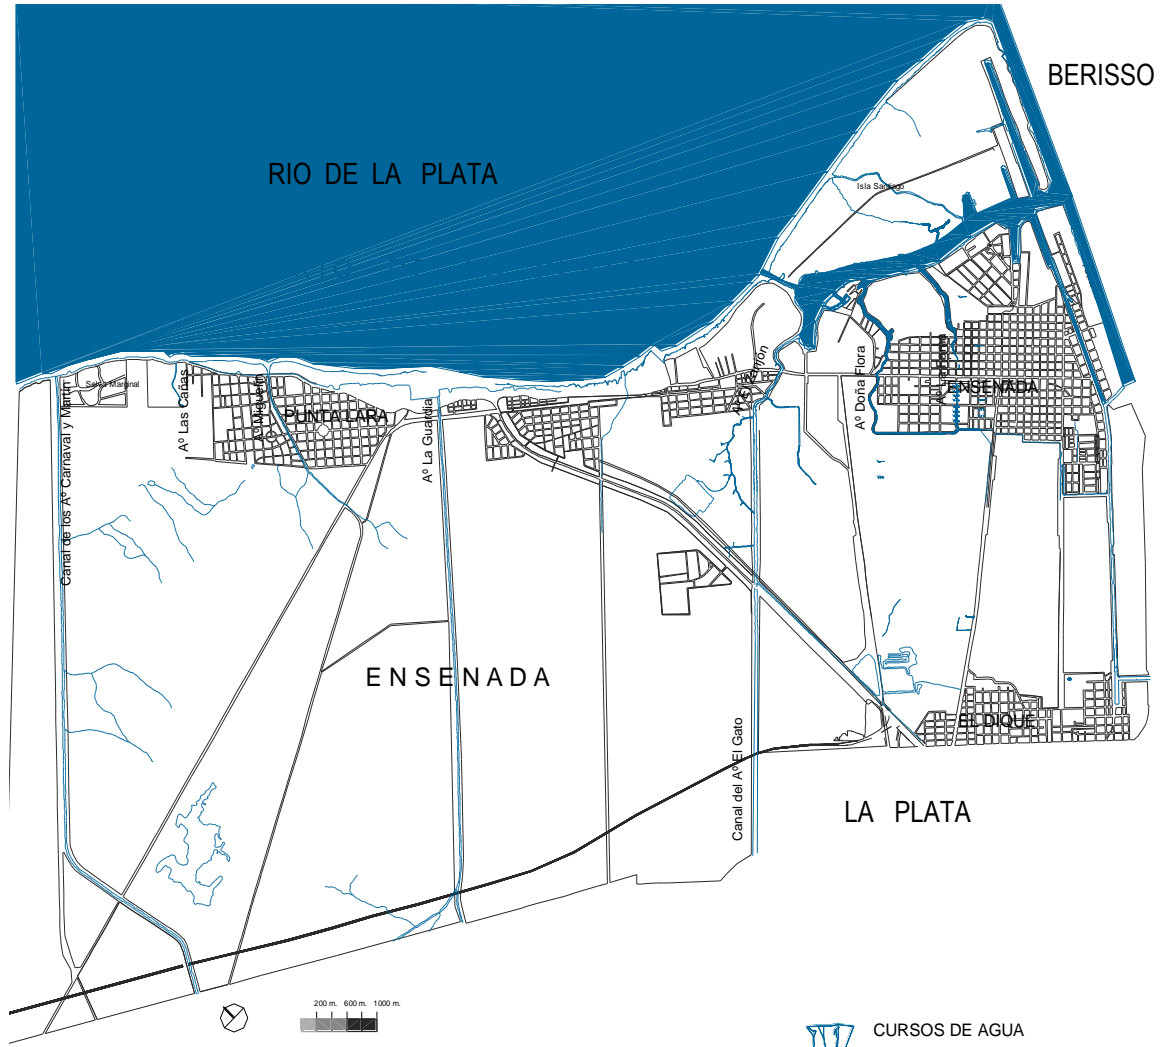 BERISSO
RIO DE LA PLATA
Isla Santiago
Selva Marginal
Canal de los Aº Carnaval y Martín
Aº Las Cañas
PUNTA LARA
Aº La Guardia
Aº Doña Flora
ENSENADA
ENSENADA
EL DIQUE
Canal del Aº El Gato
LA PLATA
200 m. 600 m. 1000 m.
CURSOS DE AGUA